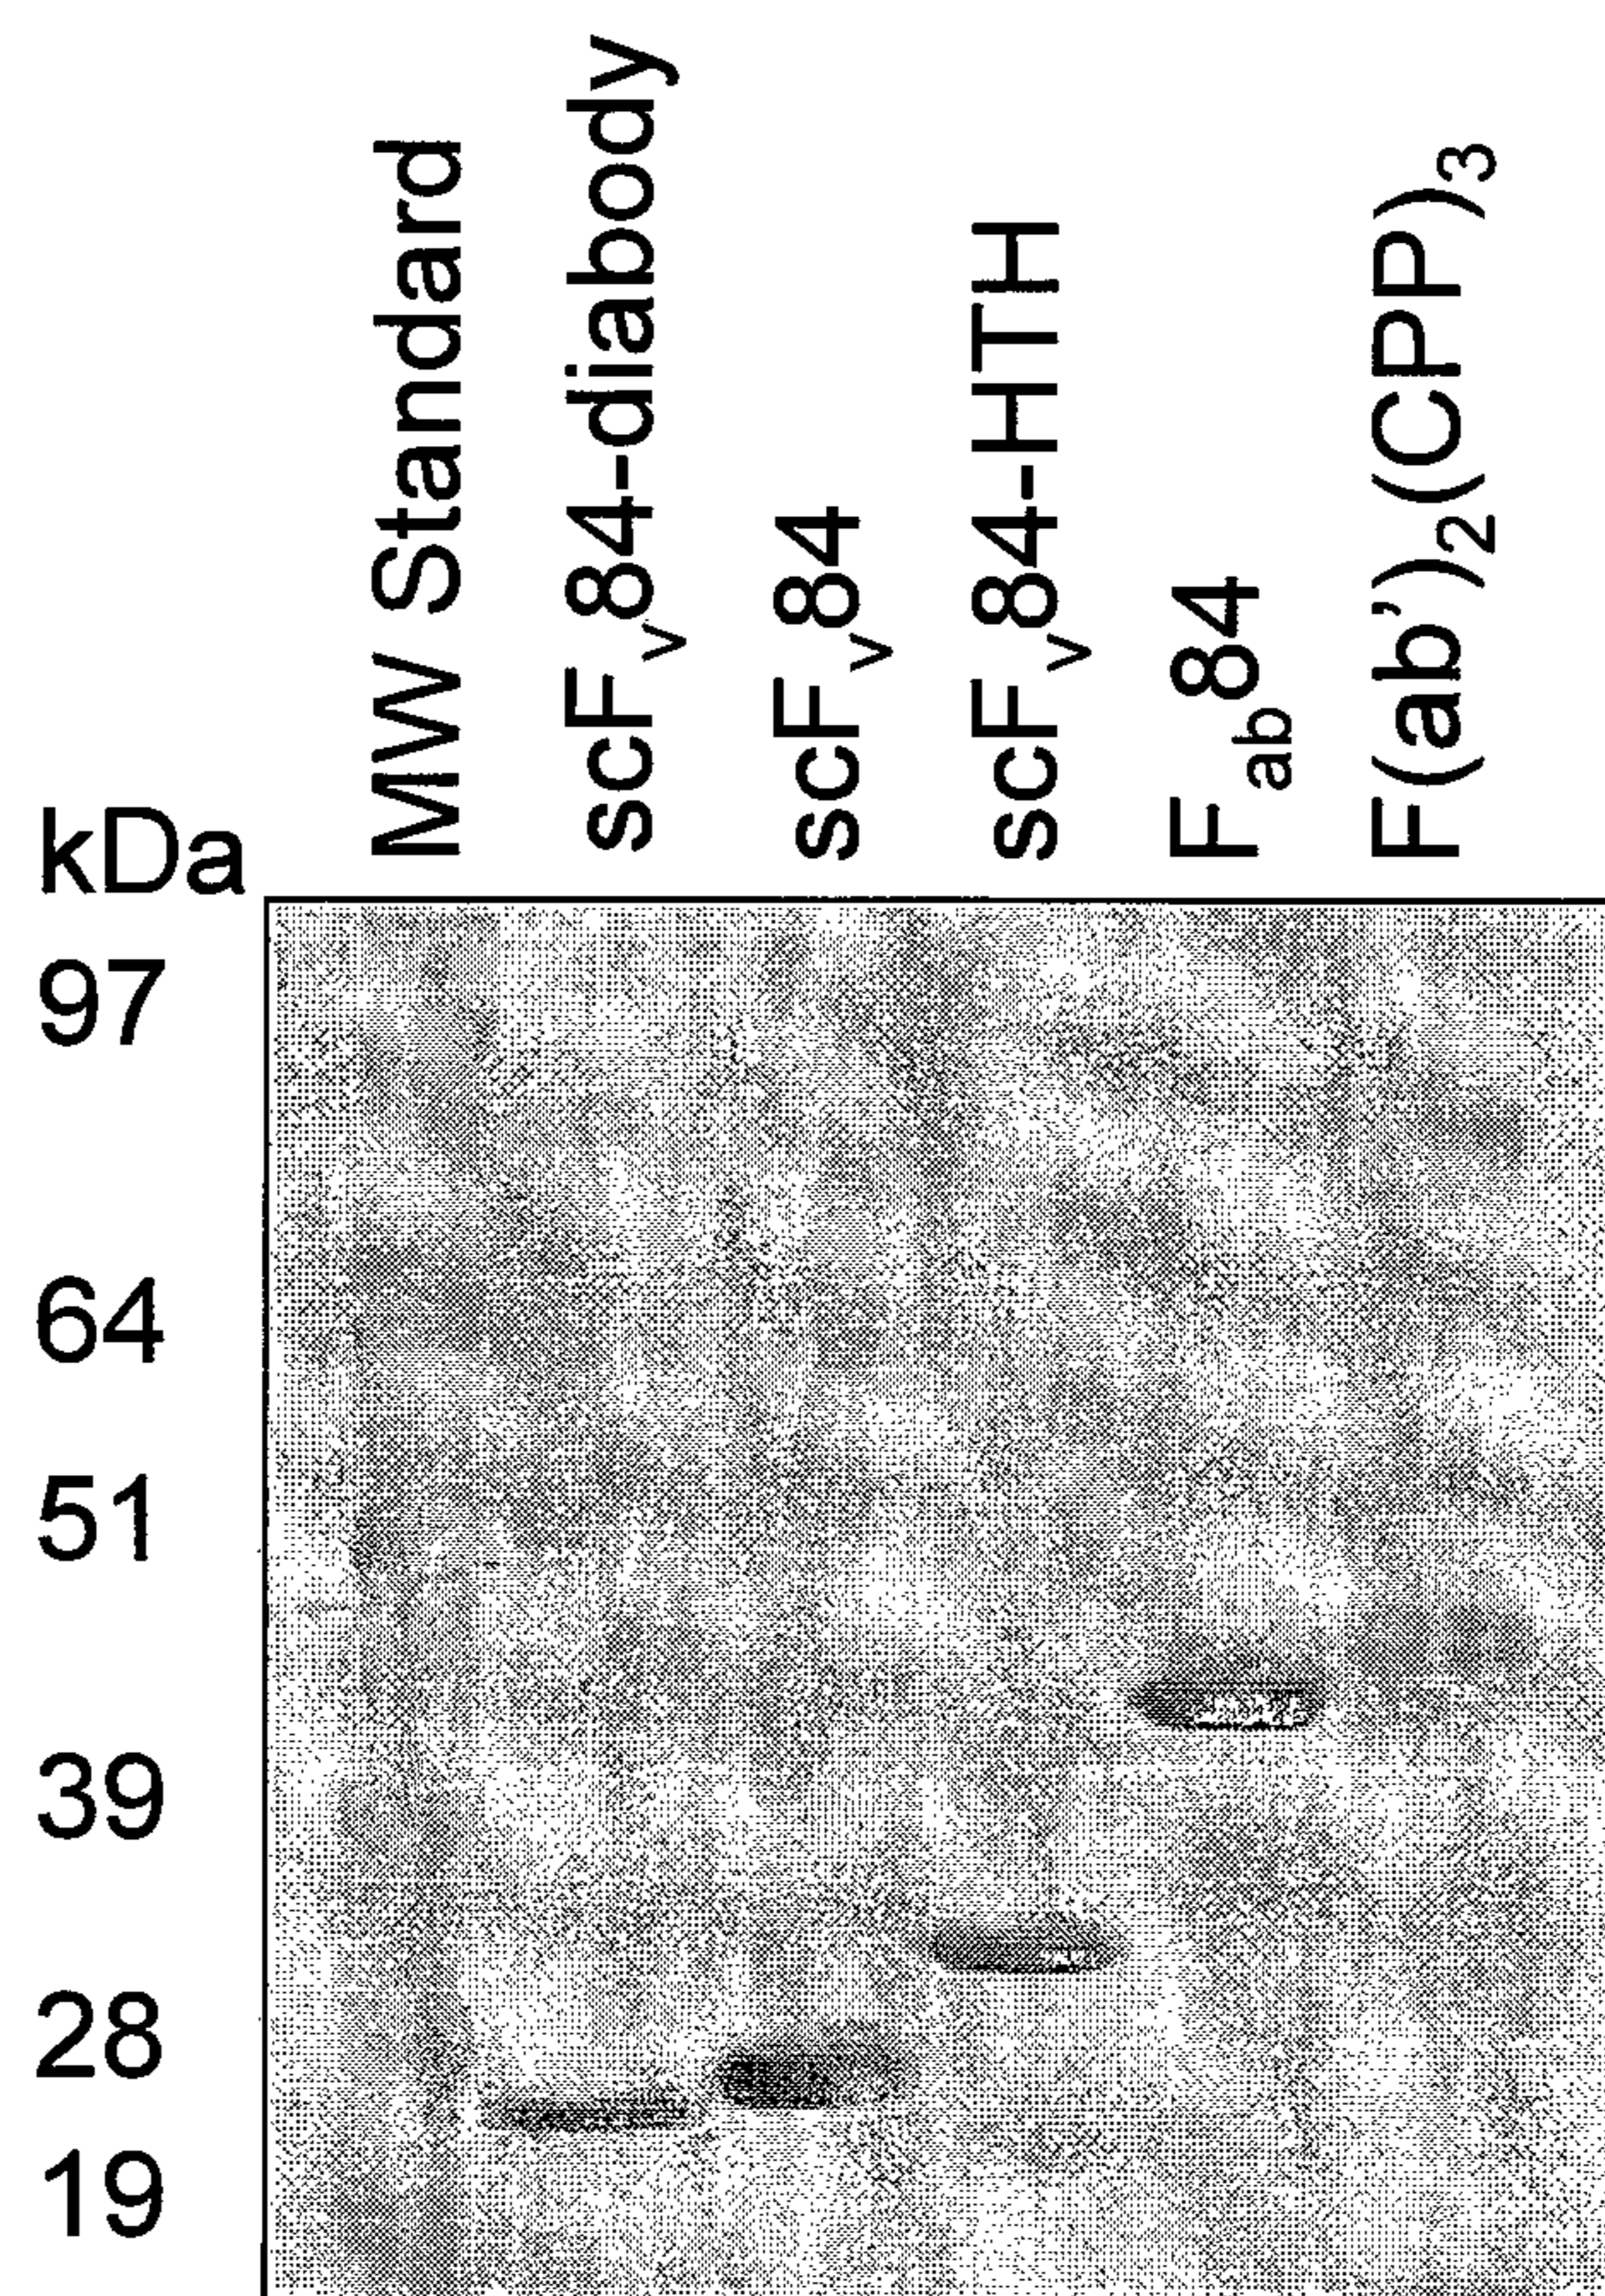 MW Standard
scFv84-diabody
scFv84
scFv84-HTH
Fab84
F(ab')2(CPP)3
kDa
97
64
51
39
28
19